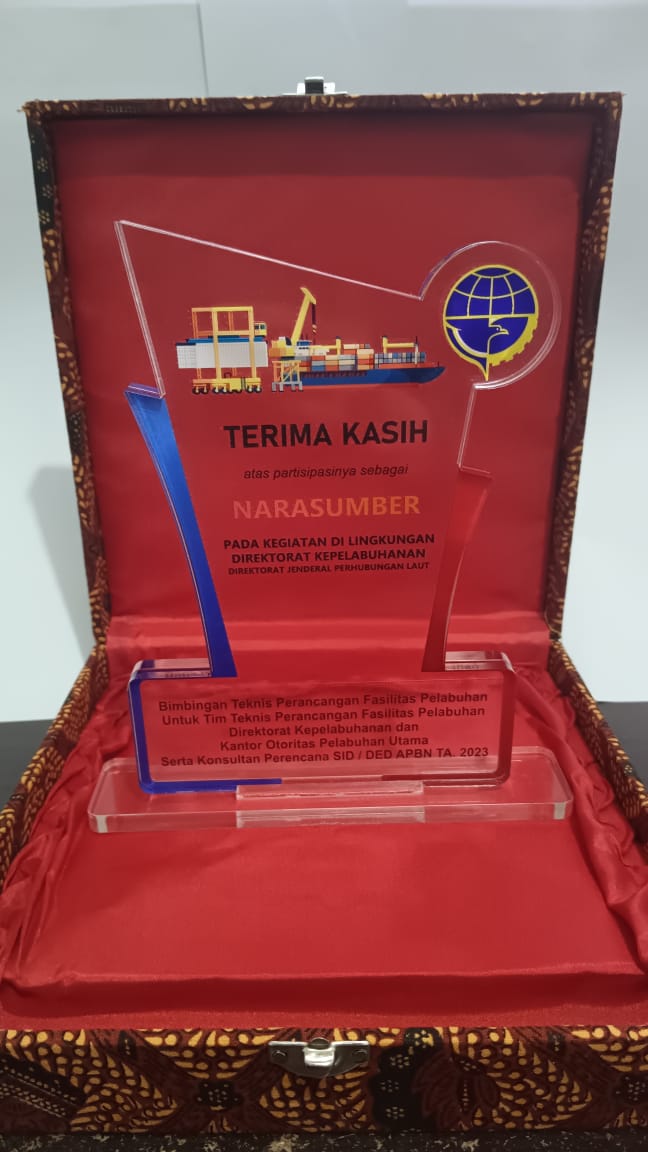 TERIMA KASIH
atas partisipasinya sebagai
NARASUMBER
PADA KEGIATAN DI LINGKUNGAN
DIREKTORAT KEPELABUHANAN
DIREKTORAT JENDERAL PERHUBUNGAN LAUT
Bimbingan Teknis Perancangan Fasilitas Pelabuhan
Untuk Tim Teknis Perancangan Fasilitas Pelabuhan
Direktorat Kepelabuhanan dan
Kantor Otoritas Pelabuhan Utama
Serta Konsultan Perencana SID / DED APBN TA. 2023